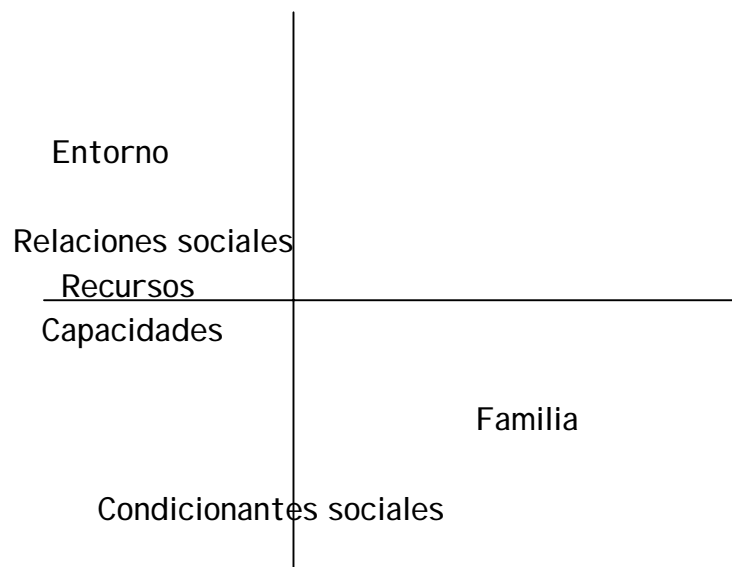 Entorno
Relaciones sociales
Recursos
Capacidades
Familia
Condicionantes sociales